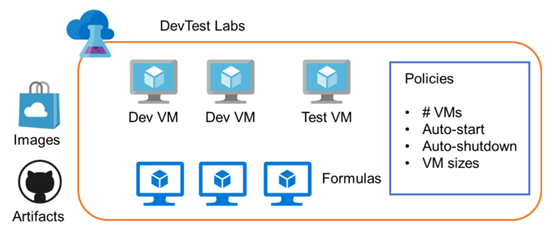 DevTest Labs
Dev VM
Dev VM
Test VM
Images
Artifacts
Formulas
Policies
• # VMs
• Auto-start
• Auto-shutdown
• VM sizes